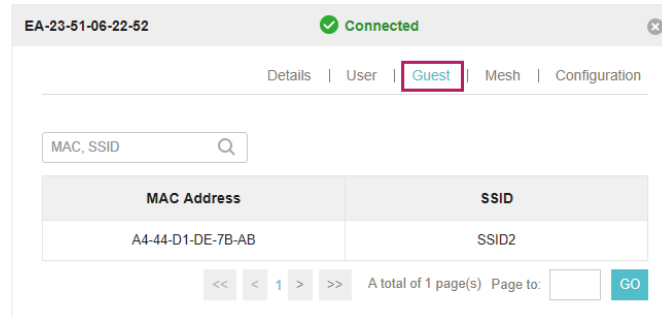 EA-23-51-06-22-52 Connected
Details | User | Guest | Mesh | Configuration
MAC, SSID
MAC Address SSID
A4-44-D1-DE-7B-AB SSID2
<< < 1 > >> A total of 1 page(s) Page to: GO